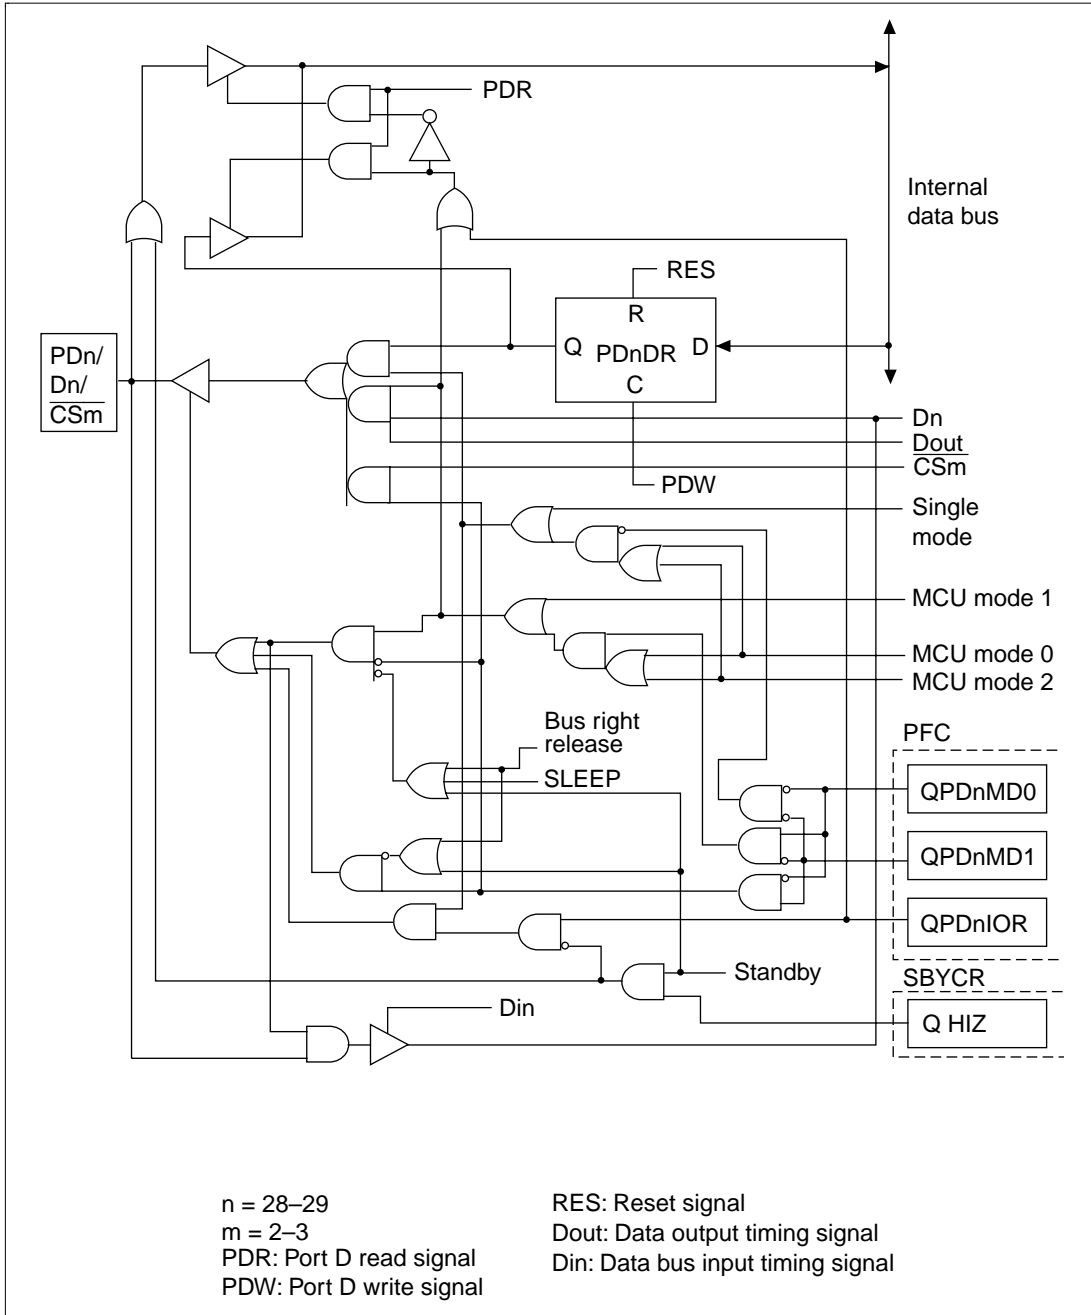 PDR
Internal
data bus
RES
R
Q PDnDR D
C
PDn/
Dn/
CSm
Dn
Dout
CSm
PDW
Single
mode
MCU mode 1
MCU mode 0
MCU mode 2
Bus right
release
PFC
SLEEP
QPDnMD0
QPDnMD1
QPDnIOR
Standby
SBYCR
Din
Q HIZ
n = 28–29
m = 2–3
PDR: Port D read signal
PDW: Port D write signal
RES: Reset signal
Dout: Data output timing signal
Din: Data bus input timing signal